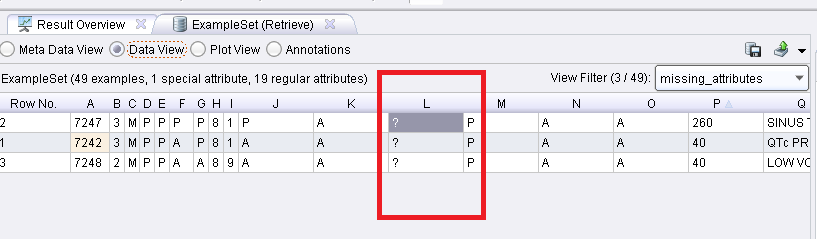 Result Overview ExampleSet (Retrieve)
Meta Data View Data View Plot View Annotations
ExampleSet (49 examples, 1 special attribute, 19 regular attributes) View Filter (3 / 49): missing_attributes
Row No. A B C D E F G H I J K L M N O P Q
2 7247 3 M P P P P 8 1 P A ? P A A 260 SINUS T
1 7242 3 M P P A P 8 1 A A ? P A A 40 QTc PR
3 7248 2 M P P A A 8 9 A A ? P A A 40 LOW VO